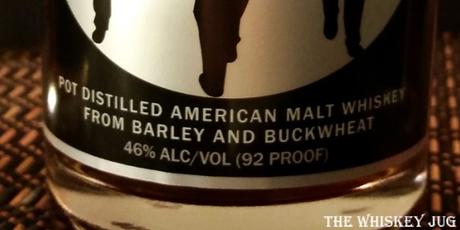 POT DISTILLED AMERICAN MALT WHISKEY
FROM BARLEY AND BUCKWHEAT
46% ALC/VOL (92 PROOF)
THE WHISKEY JUG